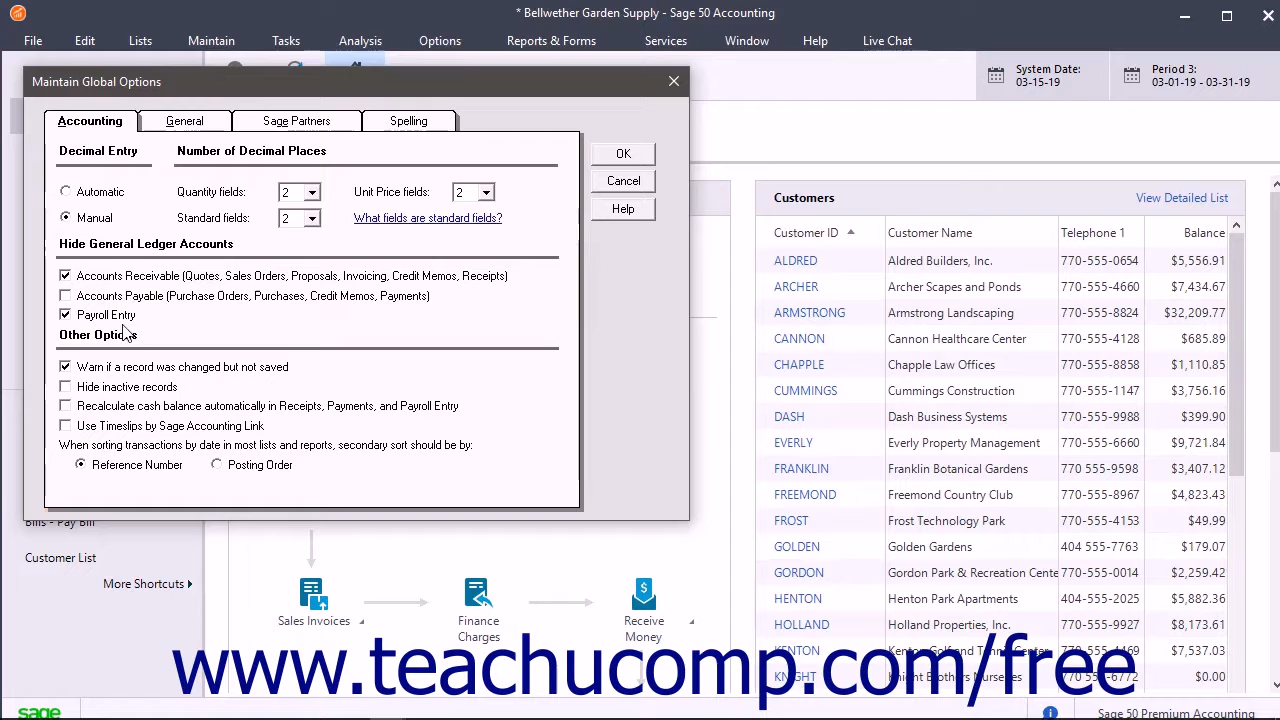 * Bellwether Garden Supply - Sage 50 Accounting
File Edit Lists Maintain Tasks Analysis Options Reports & Forms Services Window Help Live Chat
System Date:
03-15-19
Period 3:
03-01-19 - 03-31-19
Maintain Global Options
Accounting General Sage Partners Spelling
Decimal Entry Number of Decimal Places
Automatic Quantity fields: 2 Unit Price fields: 2
Manual Standard fields: 2 What fields are standard fields?
Hide General Ledger Accounts
Accounts Receivable (Quotes, Sales Orders, Proposals, Invoicing, Credit Memos, Receipts)
Accounts Payable (Purchase Orders, Purchases, Credit Memos, Payments)
Payroll Entry
Other Options
Warn if a record was changed but not saved
Hide inactive records
Recalculate cash balance automatically in Receipts, Payments, and Payroll Entry
Use Timeslips by Sage Accounting Link
When sorting transactions by date in most lists and reports, secondary sort should be by:
Reference Number Posting Order
OK
Cancel
Help
Bills - Pay Bill
Customer List
More Shortcuts
Sales Invoices
Finance
Charges
Receive
Money
Customers View Detailed List
Customer ID Customer Name Telephone 1 Balance
ALDRED Aldred Builders, Inc. 770-555-0654 $5,556.91
ARCHER Archer Scapes and Ponds 770-555-4660 $7,434.67
ARMSTRONG Armstrong Landscaping 770-555-8824 $32,209.77
CANNON Cannon Healthcare Center 770-555-4128 $685.89
CHAPPLE Chapple Law Offices 770-555-8858 $1,110.85
CUMMINGS Cummings Construction 770-555-1147 $3,756.16
DASH Dash Business Systems 770-555-9988 $399.90
EVERLY Everly Property Management 770-555-6660 $9,721.84
FRANKLIN Franklin Botanical Gardens 770 555-9598 $3,407.12
FREEMOND Freemond Country Club 770-555-8967 $4,823.43
FROST Frost Technology Park 770-555-4153 $49.99
GOLDEN Golden Gardens 404 555-7763 $179.07
GORDON Gordon Park & Recreation Cente 770-555-0014 $2,259.42
HENTON Henton Park Apartments 404-555-2025 $5,882.36
HOLLAND Holland Properties, Inc. 770-555-9927 $8,173.61
KENTON $7,537.03
$0.00
www.teachucomp.com/free
sage
Sage 50 Premium Accounting